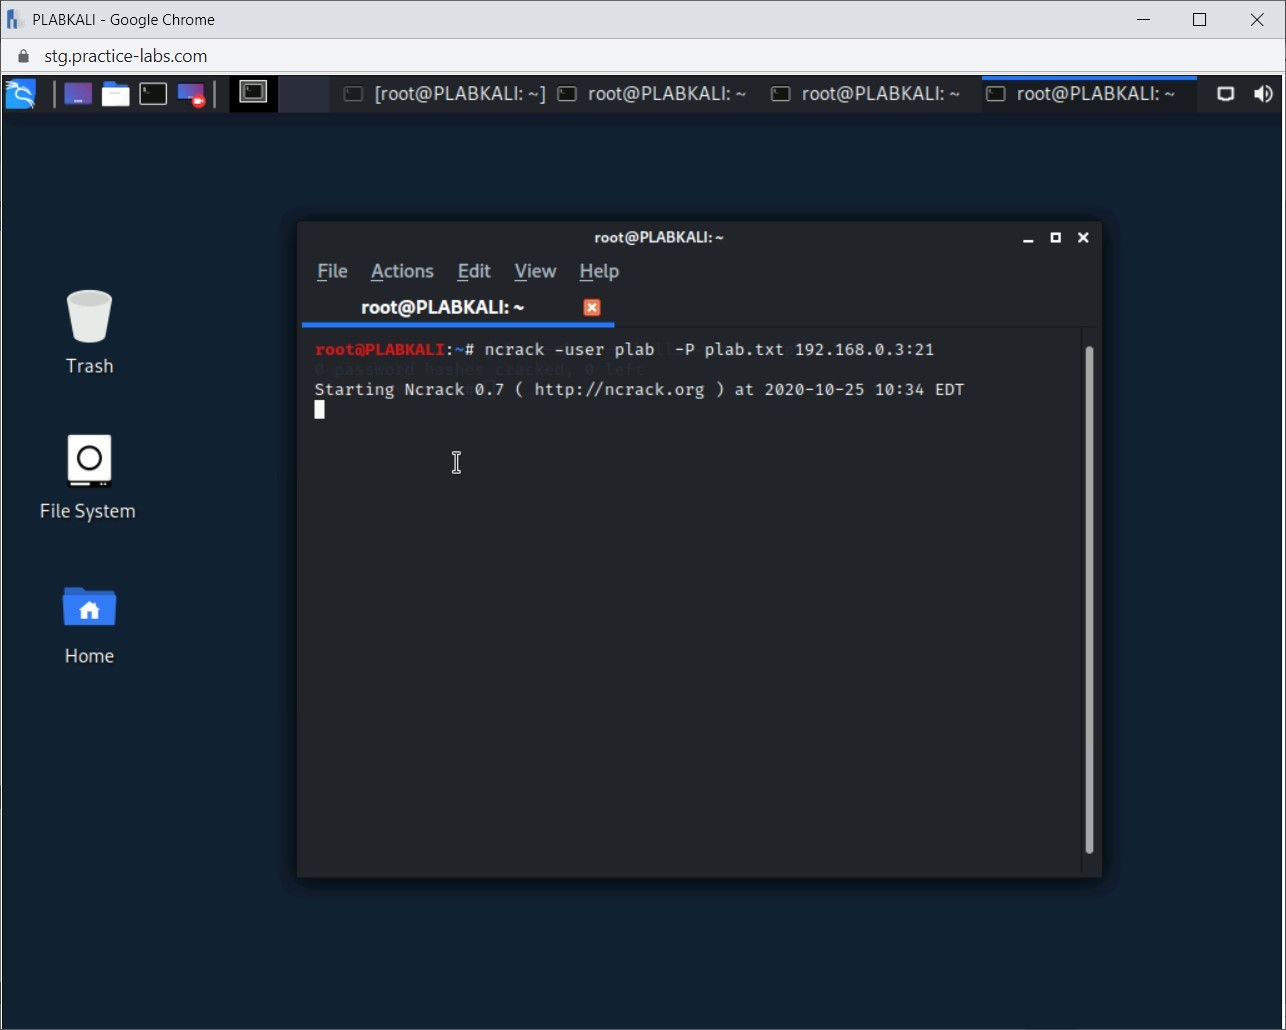 PLABKALI - Google Chrome
stg.practice-labs.com
[root@PLABKALI: ~] root@PLABKALI: ~ root@PLABKALI: ~ root@PLABKALI: ~
root@PLABKALI: ~
File Actions Edit View Help
root@PLABKALI: ~
root@PLABKALI:~# ncrack -user plab  -P plab.txt 192.168.0.3:21
0 password hashes cracked, 0 left
Starting Ncrack 0.7 ( http://ncrack.org ) at 2020-10-25 10:34 EDT
Trash
File System
Home